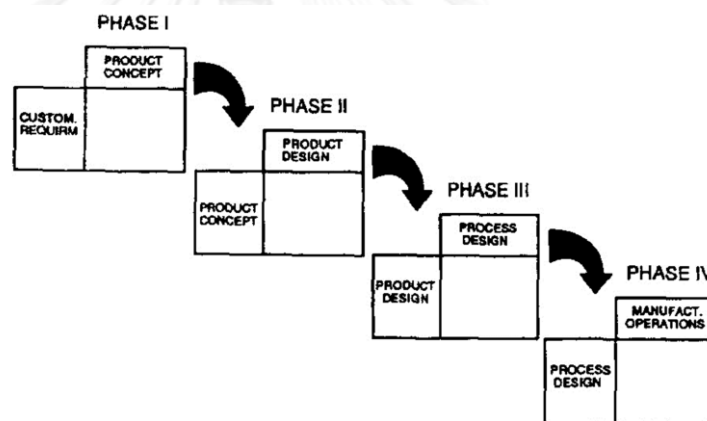 PHASE I
PRODUCT
CONCEPT
CUSTOM.
REQUIRM
PHASE II
PRODUCT
DESIGN
PRODUCT
CONCEPT
PHASE III
PROCESS
DESIGN
PRODUCT
DESIGN
PHASE IV
MANUFACT.
OPERATIONS
PROCESS
DESIGN